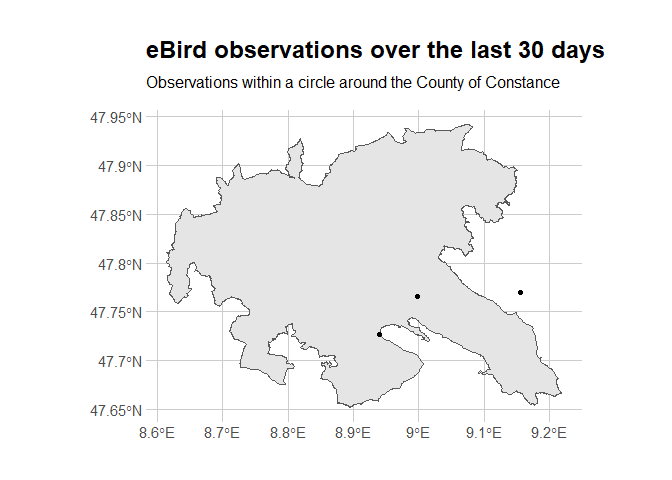 eBird observations over the last 30 days
Observations within a circle around the County of Constance
47.95°N
47.9°N
47.85°N
47.8°N
47.75°N
47.7°N
47.65°N
8.6°E 8.7°E 8.8°E 8.9°E 9°E 9.1°E 9.2°E